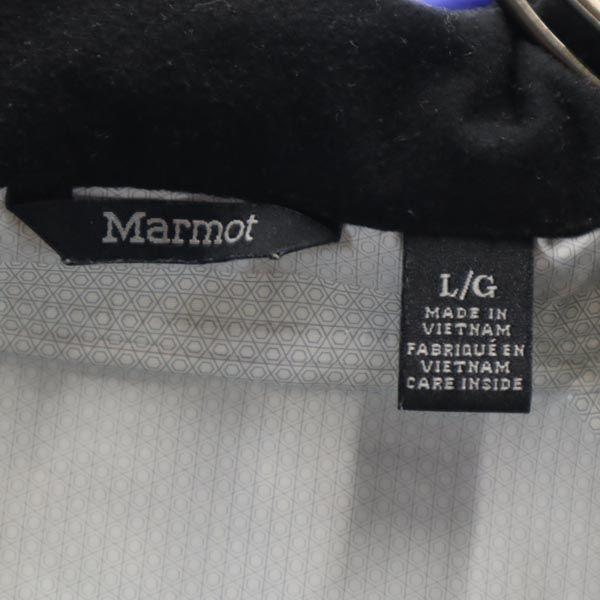 Marmot
L/G
MADE IN
VIETNAM
FABRIQUÉ EN
VIETNAM
CARE INSIDE